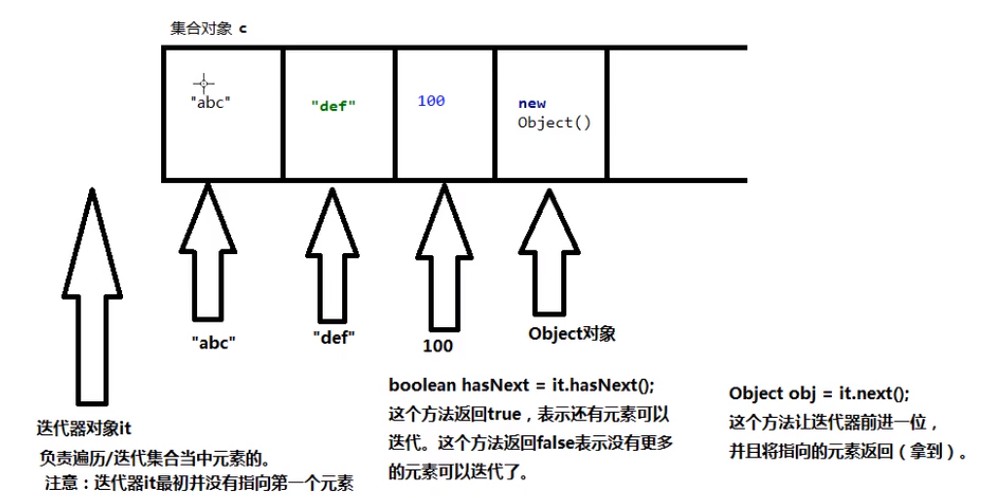 集合对象 c
"abc"
"def"
100
new
Object()
"abc"
"def"
100
Object对象
迭代器对象it
负责遍历/迭代集合当中元素的。
注意：迭代器it最初并没有指向第一个元素
boolean hasNext = it.hasNext();
这个方法返回true，表示还有元素可以
迭代。这个方法返回false表示没有更多
的元素可以迭代了。
Object obj = it.next();
这个方法让迭代器前进一位，
并且将指向的元素返回（拿到）。